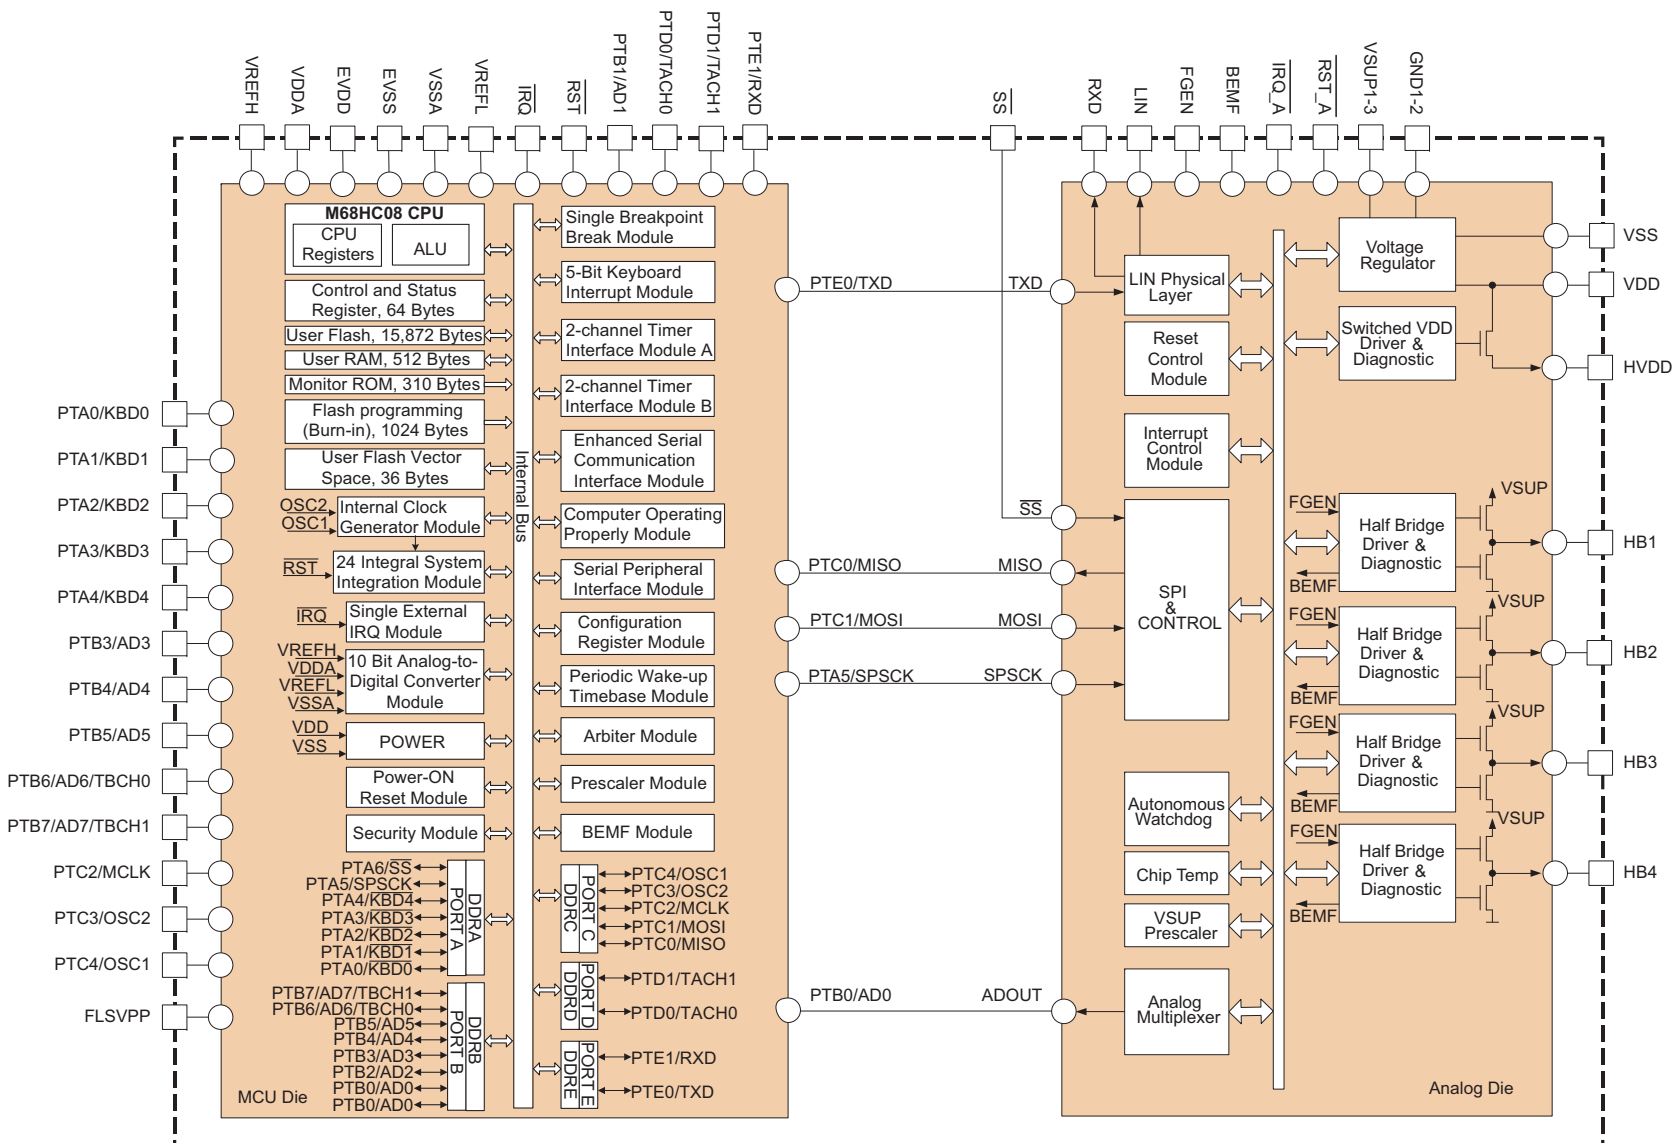 VREFH
VDDA
EVDD
EVSS
VSSA
VREFL
IRQ
RST
PTB1/AD1
PTD0/TACH0
PTD1/TACH1
PTE1/RXD
SS
RXD
LIN
FGEN
BEMF
IRQ_A
RST_A
VSUP1-3
GND1-2
PTA0/KBD0
PTA1/KBD1
PTA2/KBD2
PTA3/KBD3
PTA4/KBD4
PTB3/AD3
PTB4/AD4
PTB5/AD5
PTB6/AD6/TBCH0
PTB7/AD7/TBCH1
PTC2/MCLK
PTC3/OSC2
PTC4/OSC1
FLSVPP
M68HC08 CPU
CPU
Registers
ALU
Control and Status
Register, 64 Bytes
User Flash, 15,872 Bytes
User RAM, 512 Bytes
Monitor ROM, 310 Bytes
Flash programming
(Burn-in), 1024 Bytes
User Flash Vector
Space, 36 Bytes
OSC2
OSC1
Internal Clock
Generator Module
RST
24 Integral System
Integration Module
IRQ
Single External
IRQ Module
VREFH
VDDA
VREFL
VSSA
10 Bit Analog-to-
Digital Converter
Module
VDD
VSS
POWER
Power-ON
Reset Module
Security Module
PTA6/SS
PTA5/SPSCK
PTA4/KBD4
PTA3/KBD3
PTA2/KBD2
PTA1/KBD1
PTA0/KBD0
PORT A
DDRA
PTB7/AD7/TBCH1
PTB6/AD6/TBCH0
PTB5/AD5
PTB4/AD4
PTB3/AD3
PTB2/AD2
PTB0/AD0
PTB0/AD0
PORT B
DDRB
MCU Die
Internal Bus
Single Breakpoint
Break Module
5-Bit Keyboard
Interrupt Module
2-channel Timer
Interface Module A
2-channel Timer
Interface Module B
Enhanced Serial
Communication
Interface Module
Computer Operating
Properly Module
Serial Peripheral
Interface Module
Configuration
Register Module
Periodic Wake-up
Timebase Module
Arbiter Module
Prescaler Module
BEMF Module
DDRC
PORT C
PTC4/OSC1
PTC3/OSC2
PTC2/MCLK
PTC1/MOSI
PTC0/MISO
DDRD
PORT D
PTD1/TACH1
PTD0/TACH0
DDRE
PORT E
PTE1/RXD
PTE0/TXD
PTE0/TXD
TXD
SS
PTC0/MISO
MISO
PTC1/MOSI
MOSI
PTA5/SPSCK
SPSCK
PTB0/AD0
ADOUT
LIN Physical
Layer
Reset
Control
Module
Interrupt
Control
Module
SPI
&
CONTROL
Autonomous
Watchdog
Chip Temp
VSUP
Prescaler
Analog
Multiplexer
Voltage
Regulator
Switched VDD
Driver &
Diagnostic
FGEN
BEMF
Half Bridge
Driver &
Diagnostic
VSUP
FGEN
BEMF
Half Bridge
Driver &
Diagnostic
VSUP
FGEN
BEMF
Half Bridge
Driver &
Diagnostic
VSUP
FGEN
BEMF
Half Bridge
Driver &
Diagnostic
VSUP
Analog Die
VSS
VDD
HVDD
HB1
HB2
HB3
HB4